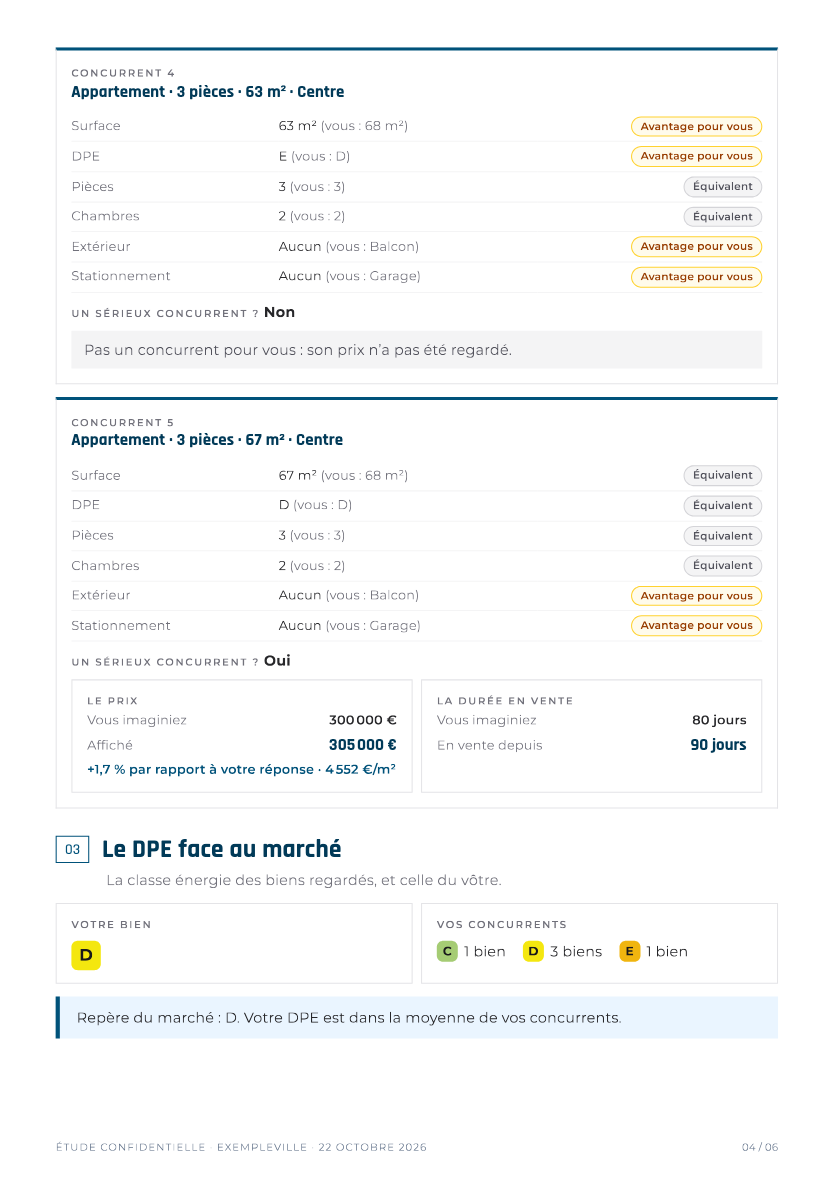 CONCURRENT 4
Appartement · 3 pièces · 63 m² · Centre
Surface 63 m² (vous : 68 m²) Avantage pour vous
DPE E (vous : D) Avantage pour vous
Pièces 3 (vous : 3) Équivalent
Chambres 2 (vous : 2) Équivalent
Extérieur Aucun (vous : Balcon) Avantage pour vous
Stationnement Aucun (vous : Garage) Avantage pour vous
UN SÉRIEUX CONCURRENT ? Non
Pas un concurrent pour vous : son prix n’a pas été regardé.
CONCURRENT 5
Appartement · 3 pièces · 67 m² · Centre
Surface 67 m² (vous : 68 m²) Équivalent
DPE D (vous : D) Équivalent
Pièces 3 (vous : 3) Équivalent
Chambres 2 (vous : 2) Équivalent
Extérieur Aucun (vous : Balcon) Avantage pour vous
Stationnement Aucun (vous : Garage) Avantage pour vous
UN SÉRIEUX CONCURRENT ? Oui
LE PRIX
Vous imaginiez 300 000 €
Affiché 305 000 €
+1,7 % par rapport à votre réponse · 4 552 €/m²
LA DURÉE EN VENTE
Vous imaginiez 80 jours
En vente depuis 90 jours
03 Le DPE face au marché
La classe énergie des biens regardés, et celle du vôtre.
VOTRE BIEN
D
VOS CONCURRENTS
C 1 bien D 3 biens E 1 bien
Repère du marché : D. Votre DPE est dans la moyenne de vos concurrents.
ÉTUDE CONFIDENTIELLE · EXEMPLEVILLE · 22 OCTOBRE 2026 04 / 06